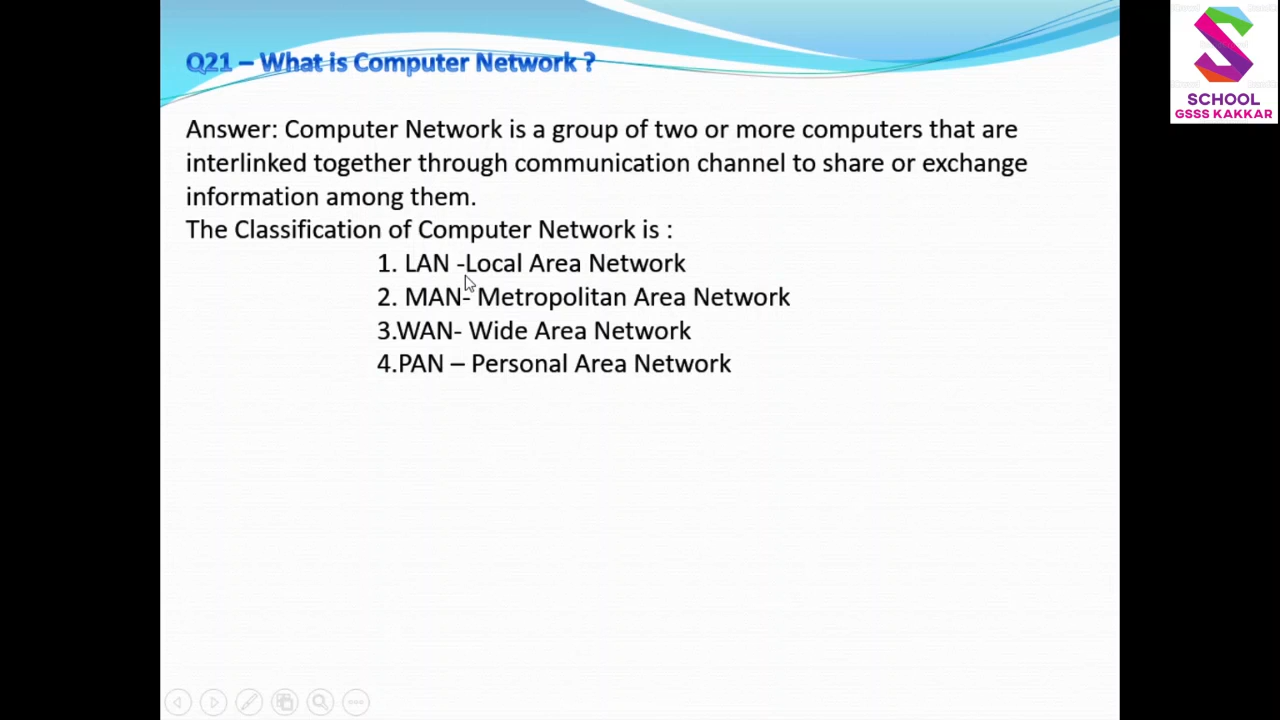 Q21 – What is Computer Network ?
Answer: Computer Network is a group of two or more computers that are
interlinked together through communication channel to share or exchange
information among them.
The Classification of Computer Network is :
1. LAN -Local Area Network
2. MAN- Metropolitan Area Network
3.WAN- Wide Area Network
4.PAN – Personal Area Network
SCHOOL
GSSS KAKKAR